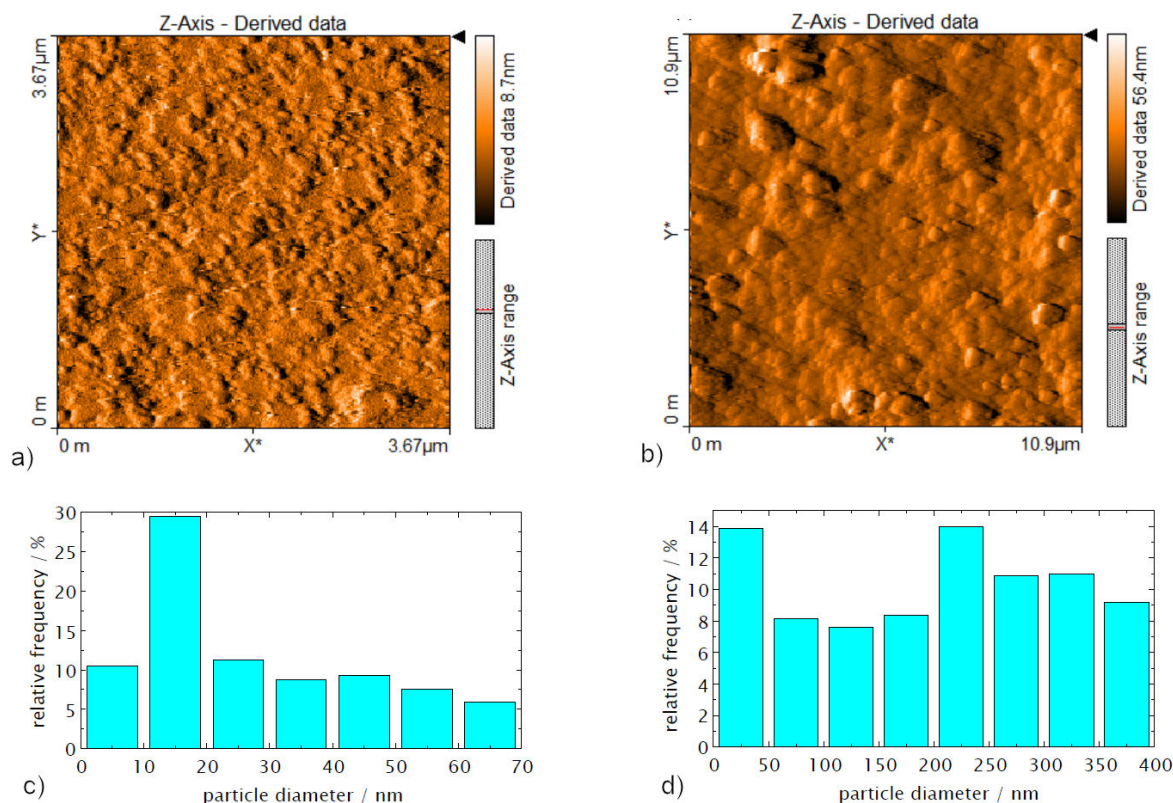 Z-Axis - Derived data
3.67µm
Y*
0 m
0 m
X*
3.67µm
Derived data 8.7nm
Z-Axis range
a)
Z-Axis - Derived data
10.9µm
Y*
0 m
0 m
X*
10.9µm
Derived data 56.4nm
Z-Axis range
b)
relative frequency / %
30
25
20
15
10
5
0
0 10 20 30 40 50 60 70
particle diameter / nm
c)
relative frequency / %
14
12
10
8
6
4
2
0
0 50 100 150 200 250 300 350 400
particle diameter / nm
d)